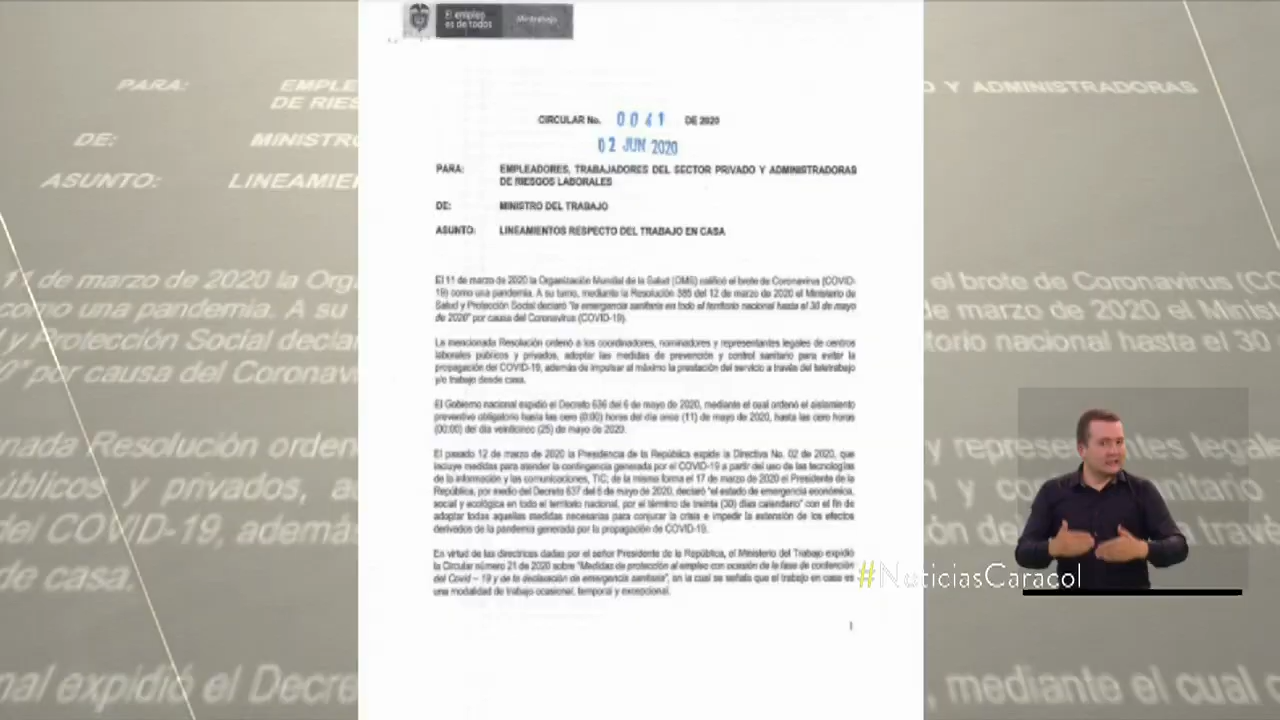 El empleo
es de todos
Mintrabajo
CIRCULAR No. 0041 DE 2020
02 JUN 2020
PARA: EMPLEADORES, TRABAJADORES DEL SECTOR PRIVADO Y ADMINISTRADORAS
DE RIESGOS LABORALES
DE: MINISTRO DEL TRABAJO
ASUNTO: LINEAMIENTOS RESPECTO DEL TRABAJO EN CASA
El 11 de marzo de 2020 la Organización Mundial de la Salud (OMS) calificó el brote de Coronavirus (COVID-
19) como una pandemia. A su turno, mediante la Resolución 385 del 12 de marzo de 2020 el Ministerio de
Salud y Protección Social declaró "la emergencia sanitaria en todo el territorio nacional hasta el 30 de mayo
de 2020" por causa del Coronavirus (COVID-19).
La mencionada Resolución ordenó a los coordinadores, nominadores y representantes legales de centros
laborales públicos y privados, adoptar las medidas de prevención y control sanitario para evitar la
propagación del COVID-19, además de impulsar al máximo la prestación del servicio a través del teletrabajo
y/o trabajo desde casa.
El Gobierno nacional expidió el Decreto 636 del 6 de mayo de 2020, mediante el cual ordenó el aislamiento
preventivo obligatorio hasta las cero (0:00) horas del día once (11) de mayo de 2020, hasta las cero horas
(00:00) del día veinticinco (25) de mayo de 2020.
El pasado 12 de marzo de 2020 la Presidencia de la República expide la Directiva No. 02 de 2020, que
incluye medidas para atender la contingencia generada por el COVID-19 a partir del uso de las tecnologías
de la información y las comunicaciones, TIC; de la misma forma el 17 de marzo de 2020 el Presidente de la
República, por medio del Decreto 637 del 6 de mayo de 2020, declaró "el estado de emergencia económica,
social y ecológica en todo el territorio nacional, por el término de treinta (30) días calendario" con el fin de
adoptar todas aquellas medidas necesarias para conjurar la crisis e impedir la extensión de los efectos
derivados de la pandemia generada por la propagación de COVID-19.
En virtud de las directrices dadas por el señor Presidente de la República, el Ministerio del Trabajo expidió
la Circular número 21 de 2020 sobre "Medidas de protección al empleo con ocasión de la fase de contención
del Covid – 19 y de la declaración de emergencia sanitaria", en la cual se señala que el trabajo en casa es
una modalidad de trabajo ocasional, temporal y excepcional.
1
#NoticiasCaracol